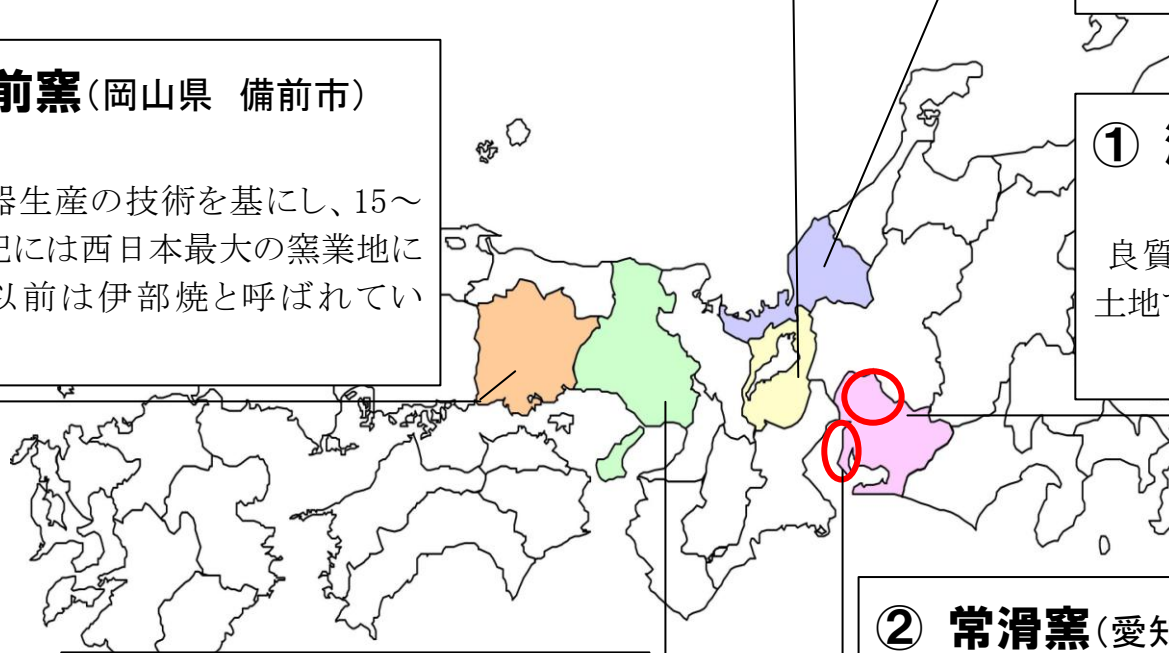 前窯(岡山県 備前市)
器生産の技術を基にし、15〜
紀には西日本最大の窯業地に
以前は伊部焼と呼ばれてい
①
良質
土地
② 常滑窯(愛知